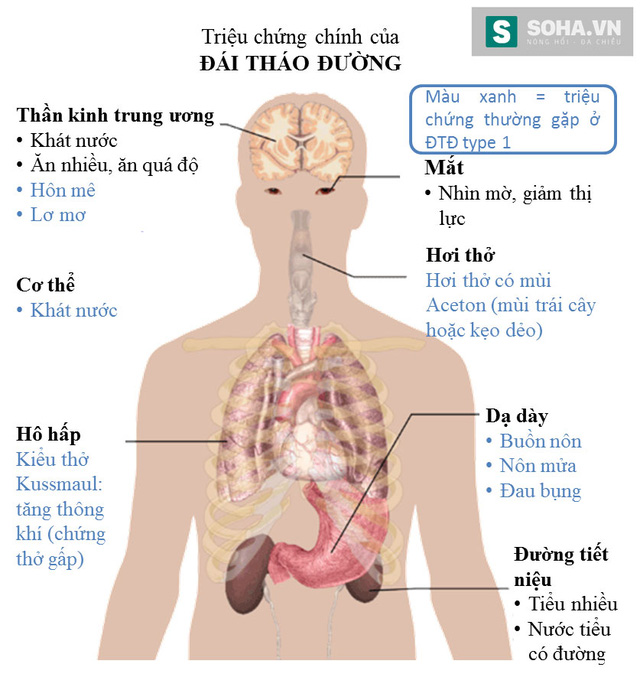 SOHA.VN
NÓNG HỔI - ĐA CHIỀU
Triệu chứng chính của
ĐÁI THÁO ĐƯỜNG
Màu xanh = triệu
chứng thường gặp ở
ĐTĐ type 1
Thần kinh trung ương
• Khát nước
• Ăn nhiều, ăn quá độ
• Hôn mê
• Lơ mơ
Mắt
• Nhìn mờ, giảm thị
lực
Hơi thở
Hơi thở có mùi
Aceton (mùi trái cây
hoặc kẹo dẻo)
Cơ thể
• Khát nước
Hô hấp
Kiểu thở
Kussmaul:
tăng thông
khí (chứng
thở gấp)
Dạ dày
• Buồn nôn
• Nôn mửa
• Đau bụng
Đường tiết
niệu
• Tiểu nhiều
• Nước tiểu
có đường